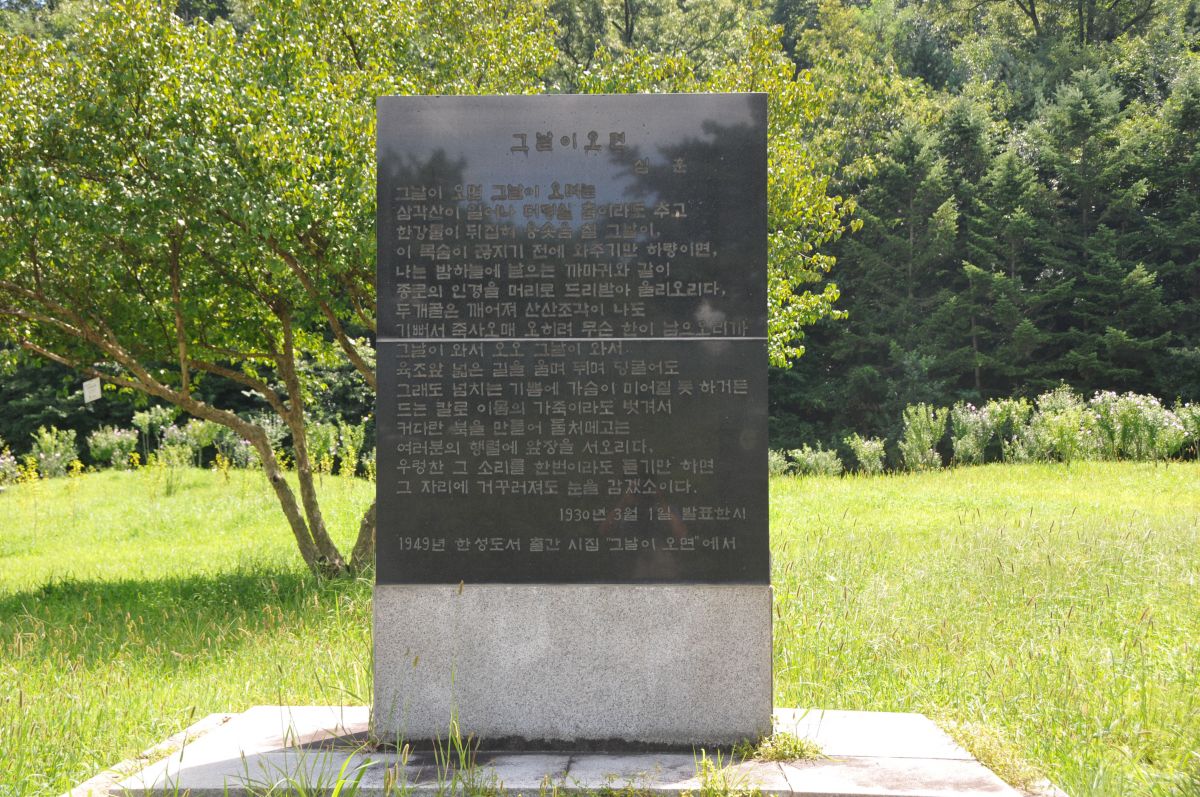 그날이오면
심 훈
그날이 오면 그날이 오며는
삼각산이 일어나 더덩실 춤이라도 추고
한강물이 뒤집혀 용솟음 칠 그날이,
이 목숨이 끊지기 전에 와주기만 하량이면,
나는 밤하늘에 날으는 까마귀와 같이
종로의 인경을 머리로 드리받아 울리오리다,
두개골은 깨어져 산산조각이 나도
기뻐서 죽사오매 오히려 무슨 한이 남으오리까
그날이 와서 오오 그날이 와서
육조앞 넓은 길을 울며 뛰며 딩굴어도
그래도 넘치는 기쁨에 가슴이 미어질 듯 하거든
드는 칼로 이몸의 가죽이라도 벗겨서
커다란 북을 만들어 둘처메고는
여러분의 행렬에 앞장을 서오리다,
우렁찬 그 소리를 한번이라도 듣기만 하면
그 자리에 거꾸러져도 눈을 감겠소이다.
1930년 3월 1일 발표한시
1949년 한성도서 출간 시집 "그날이 오면"에서